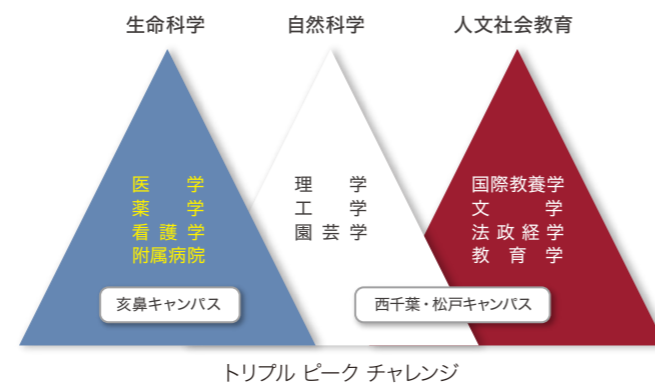 生命科学
自然科学
人文社会教育
医学
薬学
看護学
附属病院
理学
工学
園芸学
国際教養学
文学
法政経学
教育学
亥鼻キャンパス
西千葉・松戸キャンパス
トリプル ピーク チャレンジ